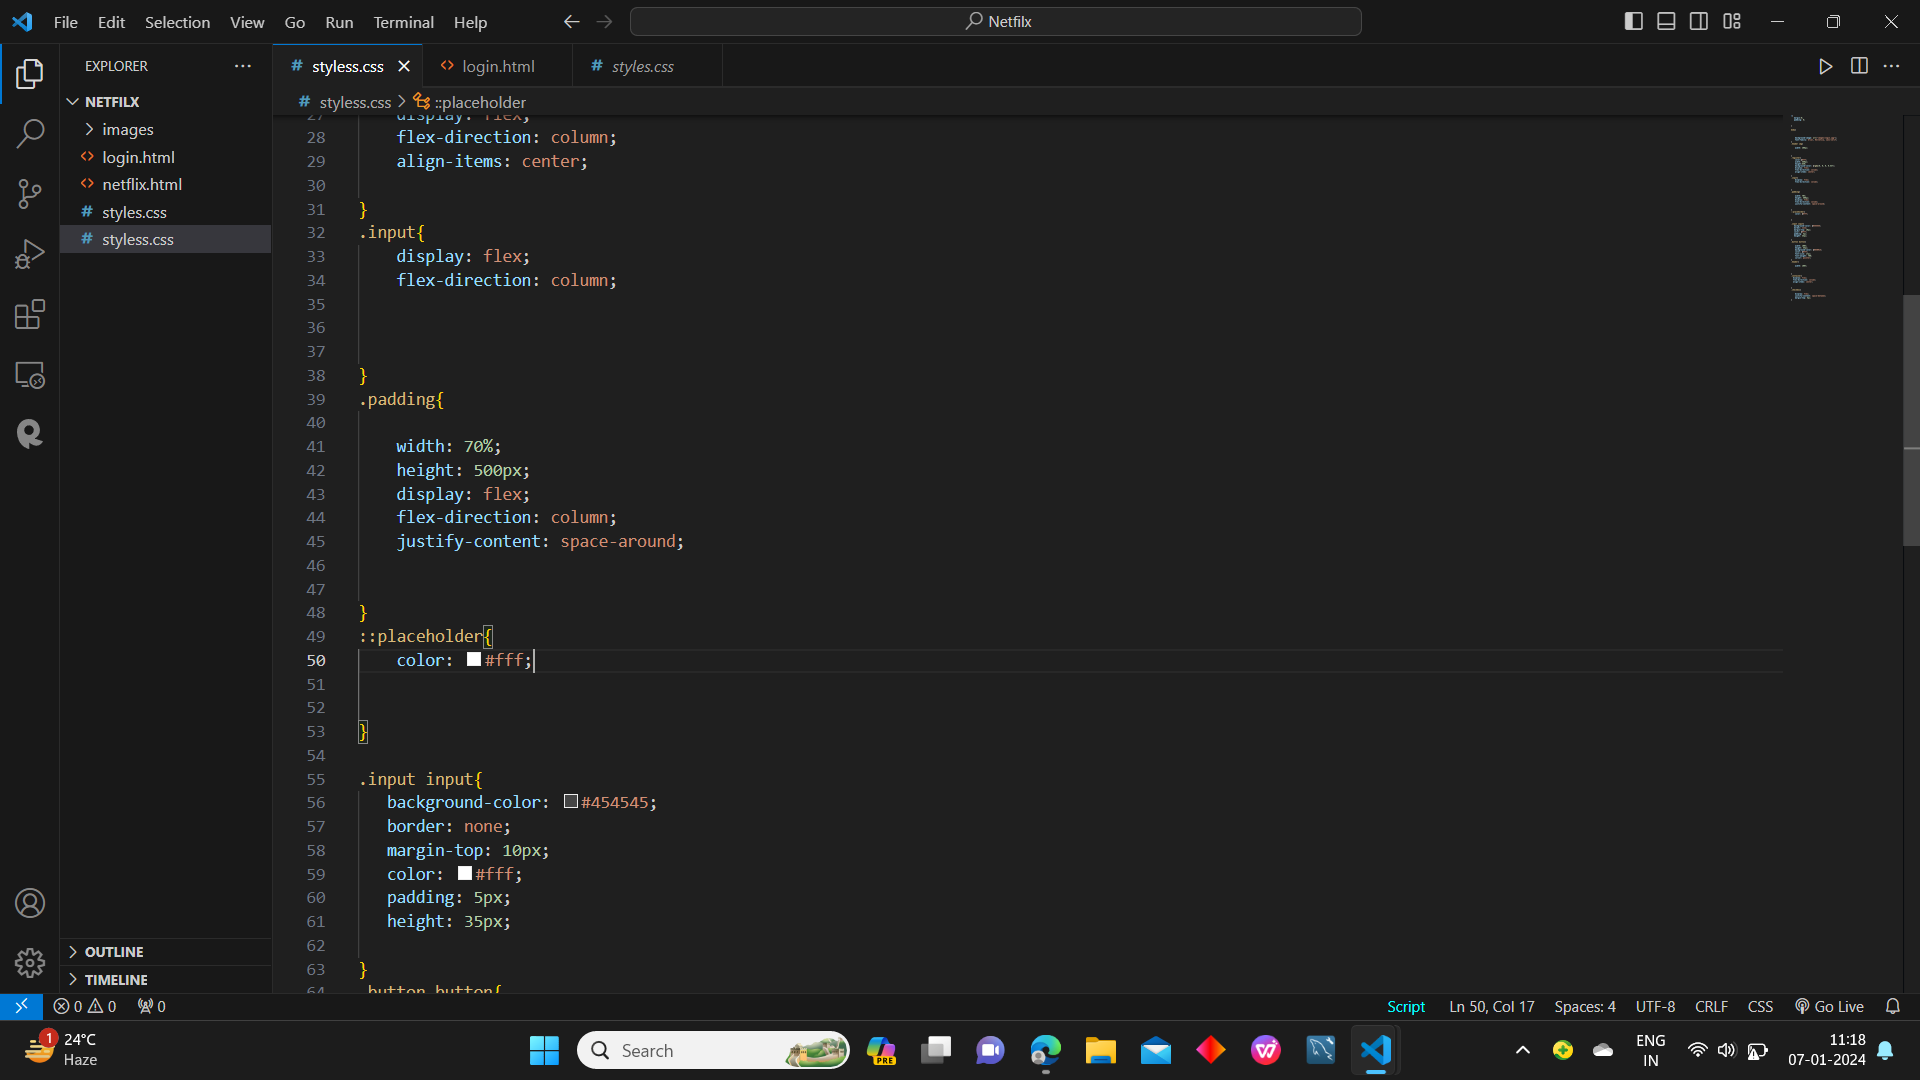 File Edit Selection View Go Run Terminal Help
Netfilx
EXPLORER
styless.css
login.html
styles.css
NETFILX
images
login.html
netflix.html
styles.css
styless.css
OUTLINE
TIMELINE
styless.css > ::placeholder
27 display: flex;
28 flex-direction: column;
29 align-items: center;
30
31 }
32 .input{
33 display: flex;
34 flex-direction: column;
35
36
37
38 }
39 .padding{
40
41 width: 70%;
42 height: 500px;
43 display: flex;
44 flex-direction: column;
45 justify-content: space-around;
46
47
48 }
49 ::placeholder{
50 color: #fff;
51
52
53 }
54
55 .input input{
56 background-color: #454545;
57 border: none;
58 margin-top: 10px;
59 color: #fff;
60 padding: 5px;
61 height: 35px;
62
63 }
64 .button button{
0 0 0
Script Ln 50, Col 17 Spaces: 4 UTF-8 CRLF CSS Go Live
1
24°C
Haze
Search
PRE
ENG
IN
11:18
07-01-2024